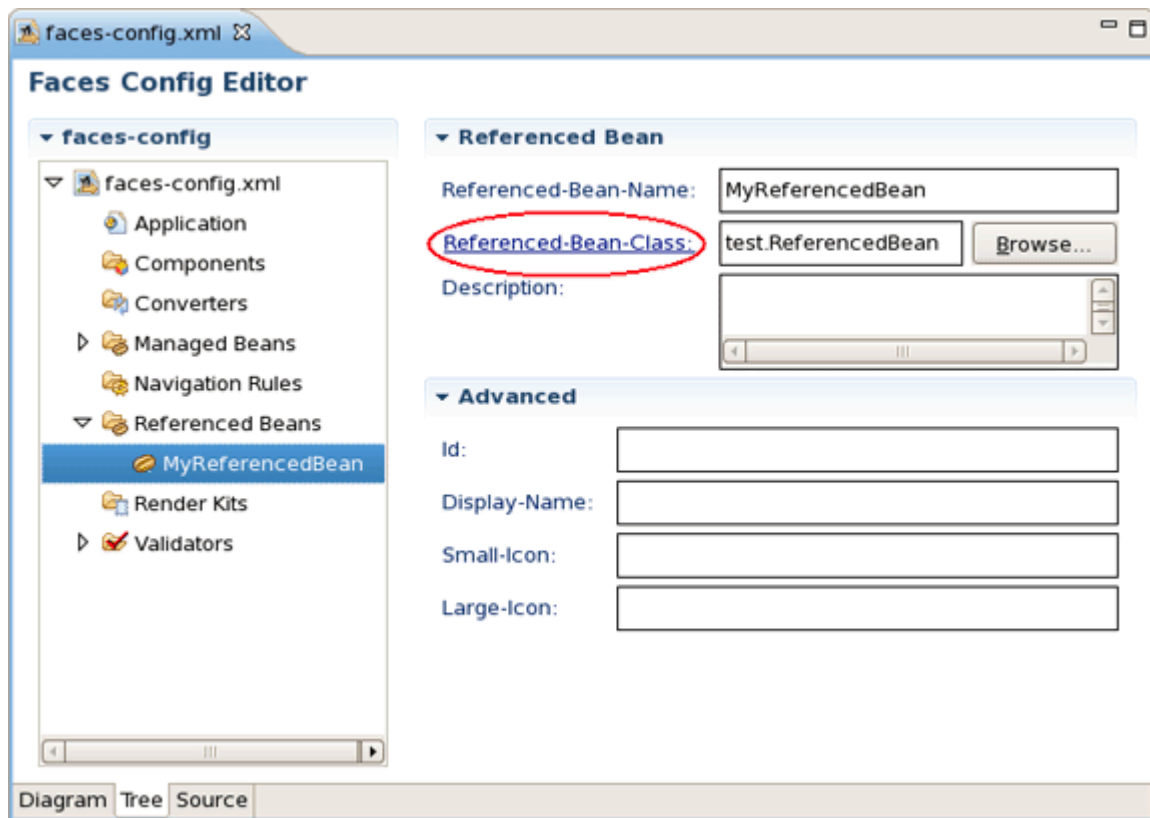 faces-config.xml
Faces Config Editor
faces-config
faces-config.xml
Application
Components
Converters
Managed Beans
Navigation Rules
Referenced Beans
MyReferencedBean
Render Kits
Validators
Referenced Bean
Referenced-Bean-Name: MyReferencedBean
Referenced-Bean-Class: test.ReferencedBean Browse...
Description:
Advanced
Id:
Display-Name:
Small-Icon:
Large-Icon:
Diagram Tree Source